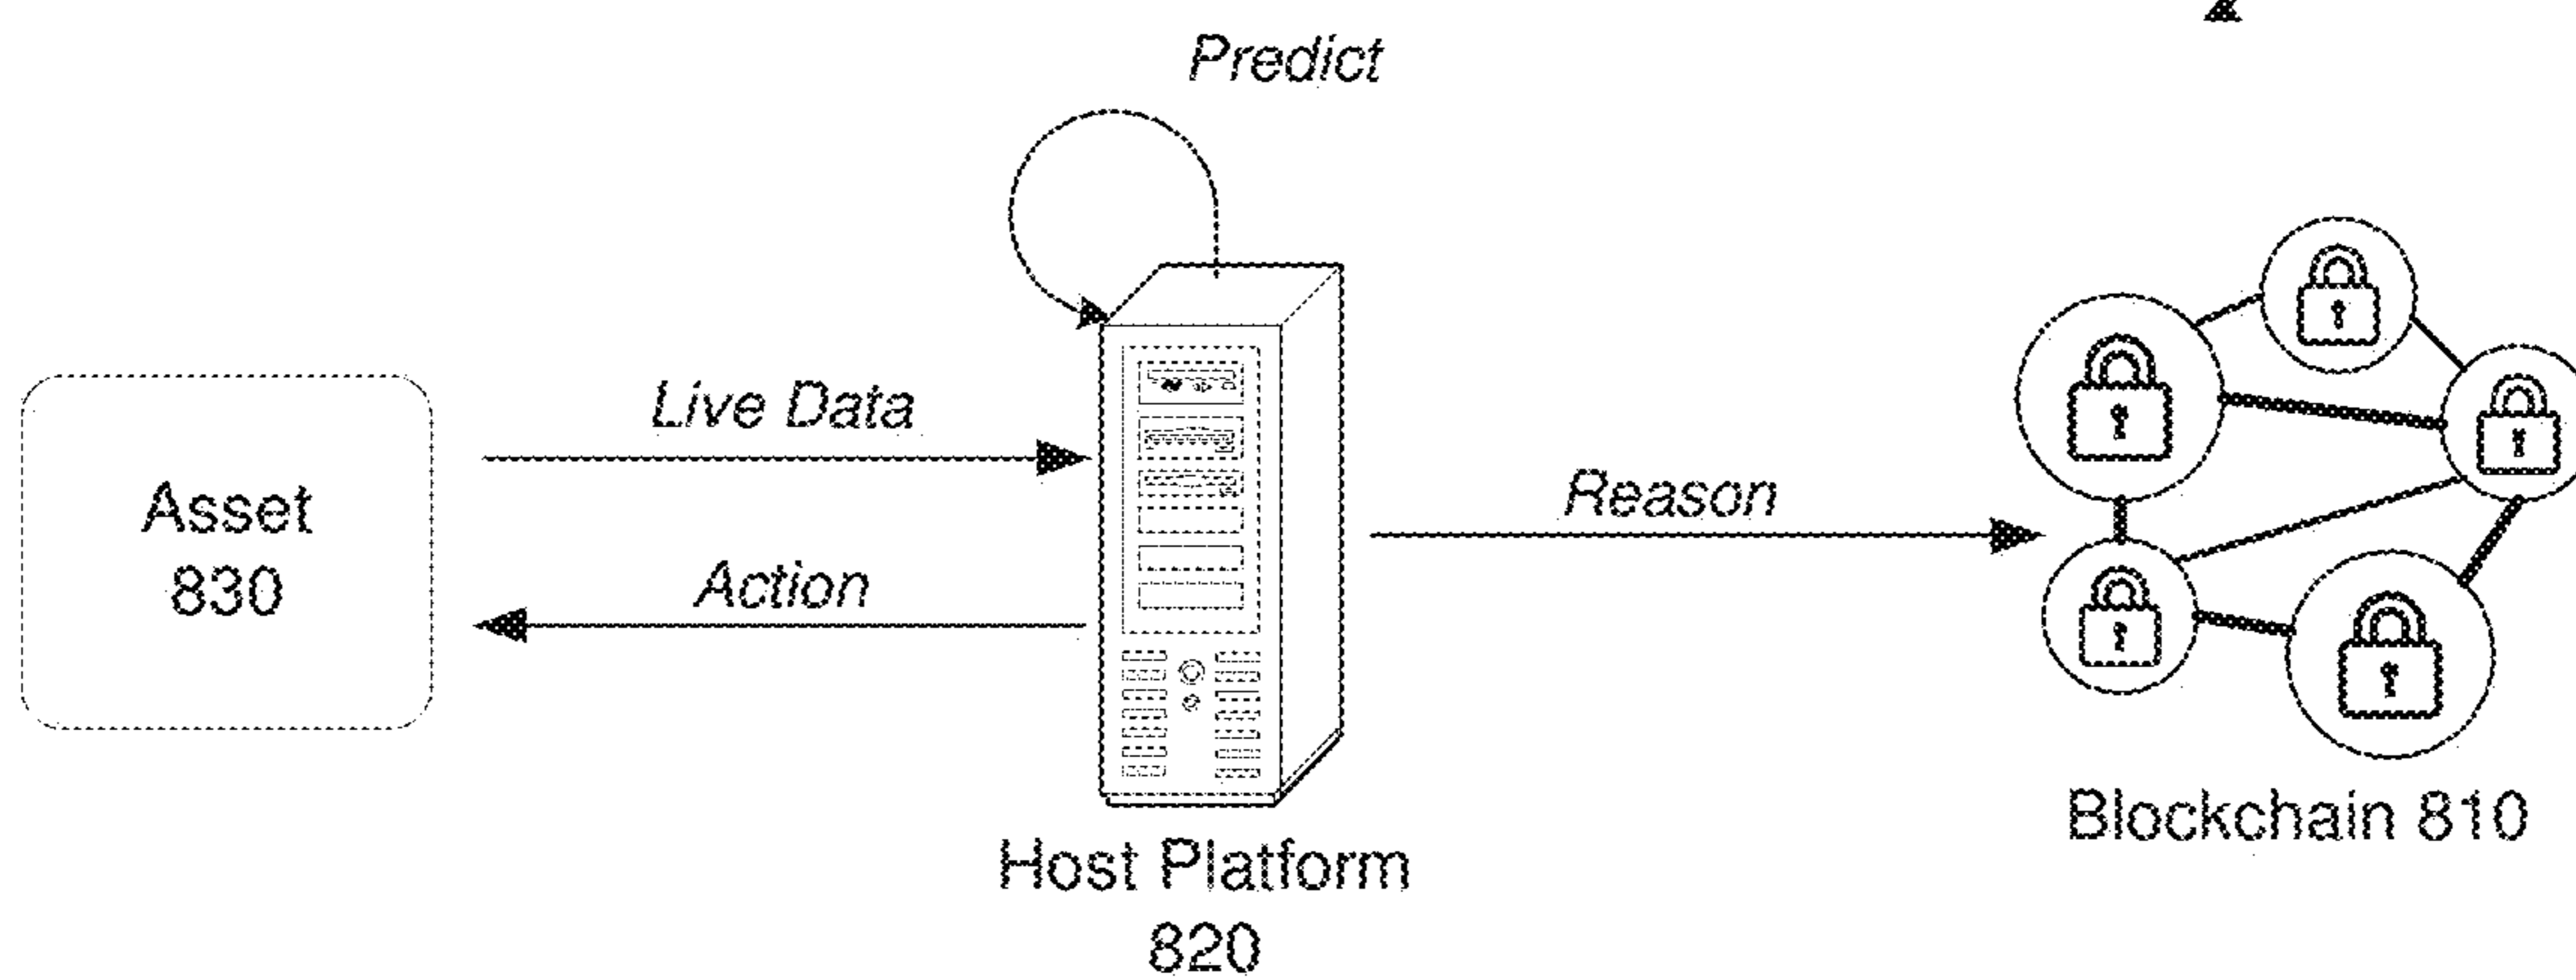 Predict
Live Data
Asset
830
Action
Reason
Host Platform
820
Blockchain 810